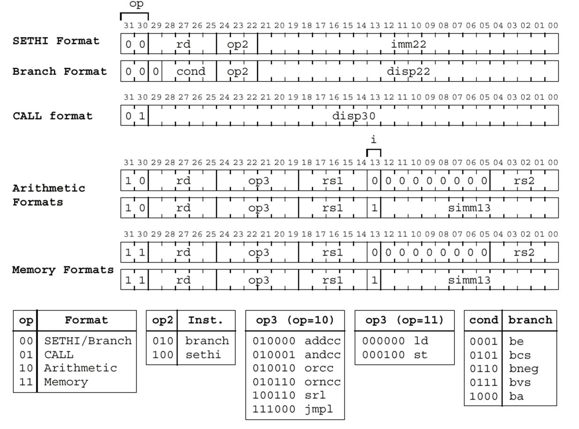 op
31 30 29 28 27 26 25 24 23 22 21 20 19 18 17 16 15 14 13 12 11 10 09 08 07 06 05 04 03 02 01 00
SETHI Format 0 0 rd op2 imm22
Branch Format 0 0 0 cond op2 disp22
31 30 29 28 27 26 25 24 23 22 21 20 19 18 17 16 15 14 13 12 11 10 09 08 07 06 05 04 03 02 01 00
CALL format 0 1 disp30
i
31 30 29 28 27 26 25 24 23 22 21 20 19 18 17 16 15 14 13 12 11 10 09 08 07 06 05 04 03 02 01 00
Arithmetic
Formats
1 0 rd op3 rs1 0 0 0 0 0 0 0 0 0 rs2
1 0 rd op3 rs1 1 simm13
31 30 29 28 27 26 25 24 23 22 21 20 19 18 17 16 15 14 13 12 11 10 09 08 07 06 05 04 03 02 01 00
Memory Formats
1 1 rd op3 rs1 0 0 0 0 0 0 0 0 0 rs2
1 1 rd op3 rs1 1 simm13
op Format
00 SETHI/Branch
01 CALL
10 Arithmetic
11 Memory
op2 Inst.
010 branch
100 sethi
op3 (op=10)
010000 addcc
010001 andcc
010010 orcc
010110 orncc
100110 srl
111000 jmpl
op3 (op=11)
000000 ld
000100 st
cond branch
0001 be
0101 bcs
0110 bneg
0111 bvs
1000 ba